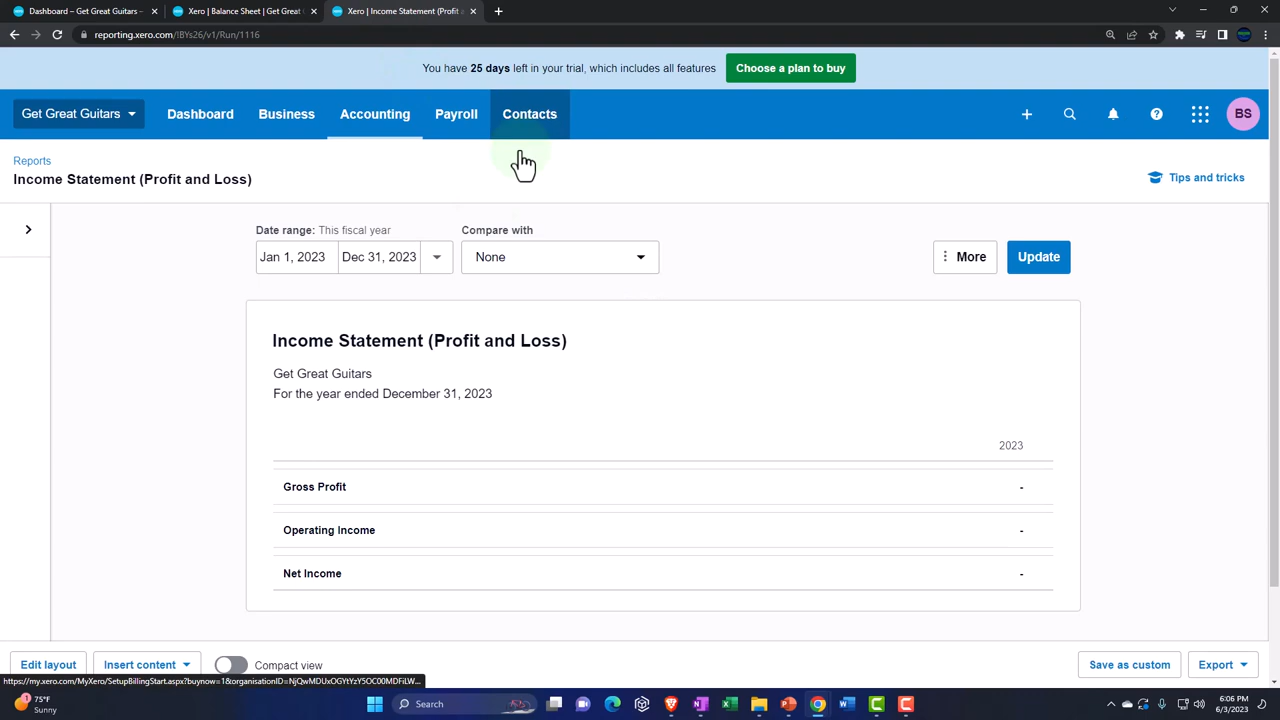 Dashboard – Get Great Guitars –
Xero | Balance Sheet | Get Great G
Xero | Income Statement (Profit a
reporting.xero.com/!BYs26/v1/Run/1116
You have 25 days left in your trial, which includes all features
Choose a plan to buy
Get Great Guitars
Dashboard
Business
Accounting
Payroll
Contacts
BS
Reports
Income Statement (Profit and Loss)
Tips and tricks
Date range: This fiscal year
Compare with
Jan 1, 2023
Dec 31, 2023
None
More
Update
Income Statement (Profit and Loss)
Get Great Guitars
For the year ended December 31, 2023
2023
Gross Profit -
Operating Income -
Net Income -
Edit layout
Insert content
Compact view
Save as custom
Export
75°F
Sunny
Search
6:06 PM
6/3/2023